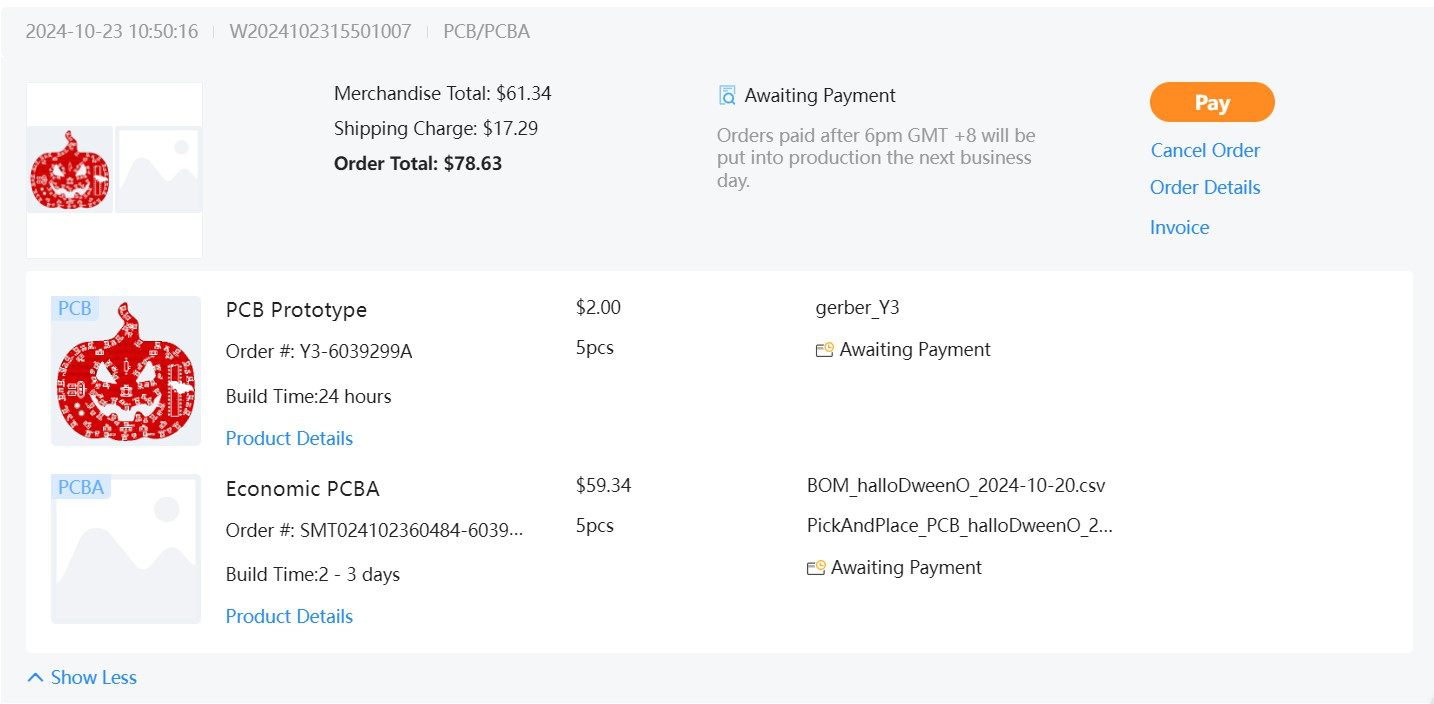 2024-10-23 10:50:16 W2024102315501007 PCB/PCBA
Merchandise Total: $61.34
Shipping Charge: $17.29
Order Total: $78.63
Awaiting Payment
Orders paid after 6pm GMT +8 will be
put into production the next business
day.
Pay
Cancel Order
Order Details
Invoice
PCB
PCB Prototype
Order #: Y3-6039299A
Build Time:24 hours
Product Details
$2.00
5pcs
gerber_Y3
Awaiting Payment
PCBA
Economic PCBA
Order #: SMT024102360484-6039...
Build Time:2 - 3 days
Product Details
$59.34
5pcs
BOM_halloDweenO_2024-10-20.csv
PickAndPlace_PCB_halloDweenO_2...
Awaiting Payment
Show Less